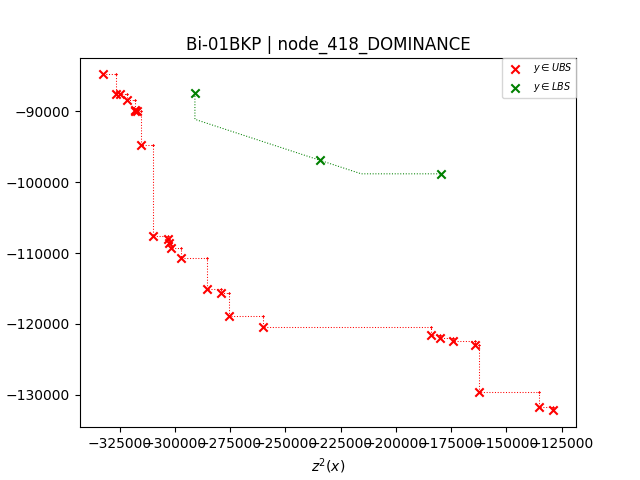 Bi-01BKP | node_418_DOMINANCE
y ∈ UBS
y ∈ LBS
−90000
−100000
−110000
−120000
−130000
−325000 −300000 −275000 −250000 −225000 −200000 −175000 −150000 −125000
z²(x)